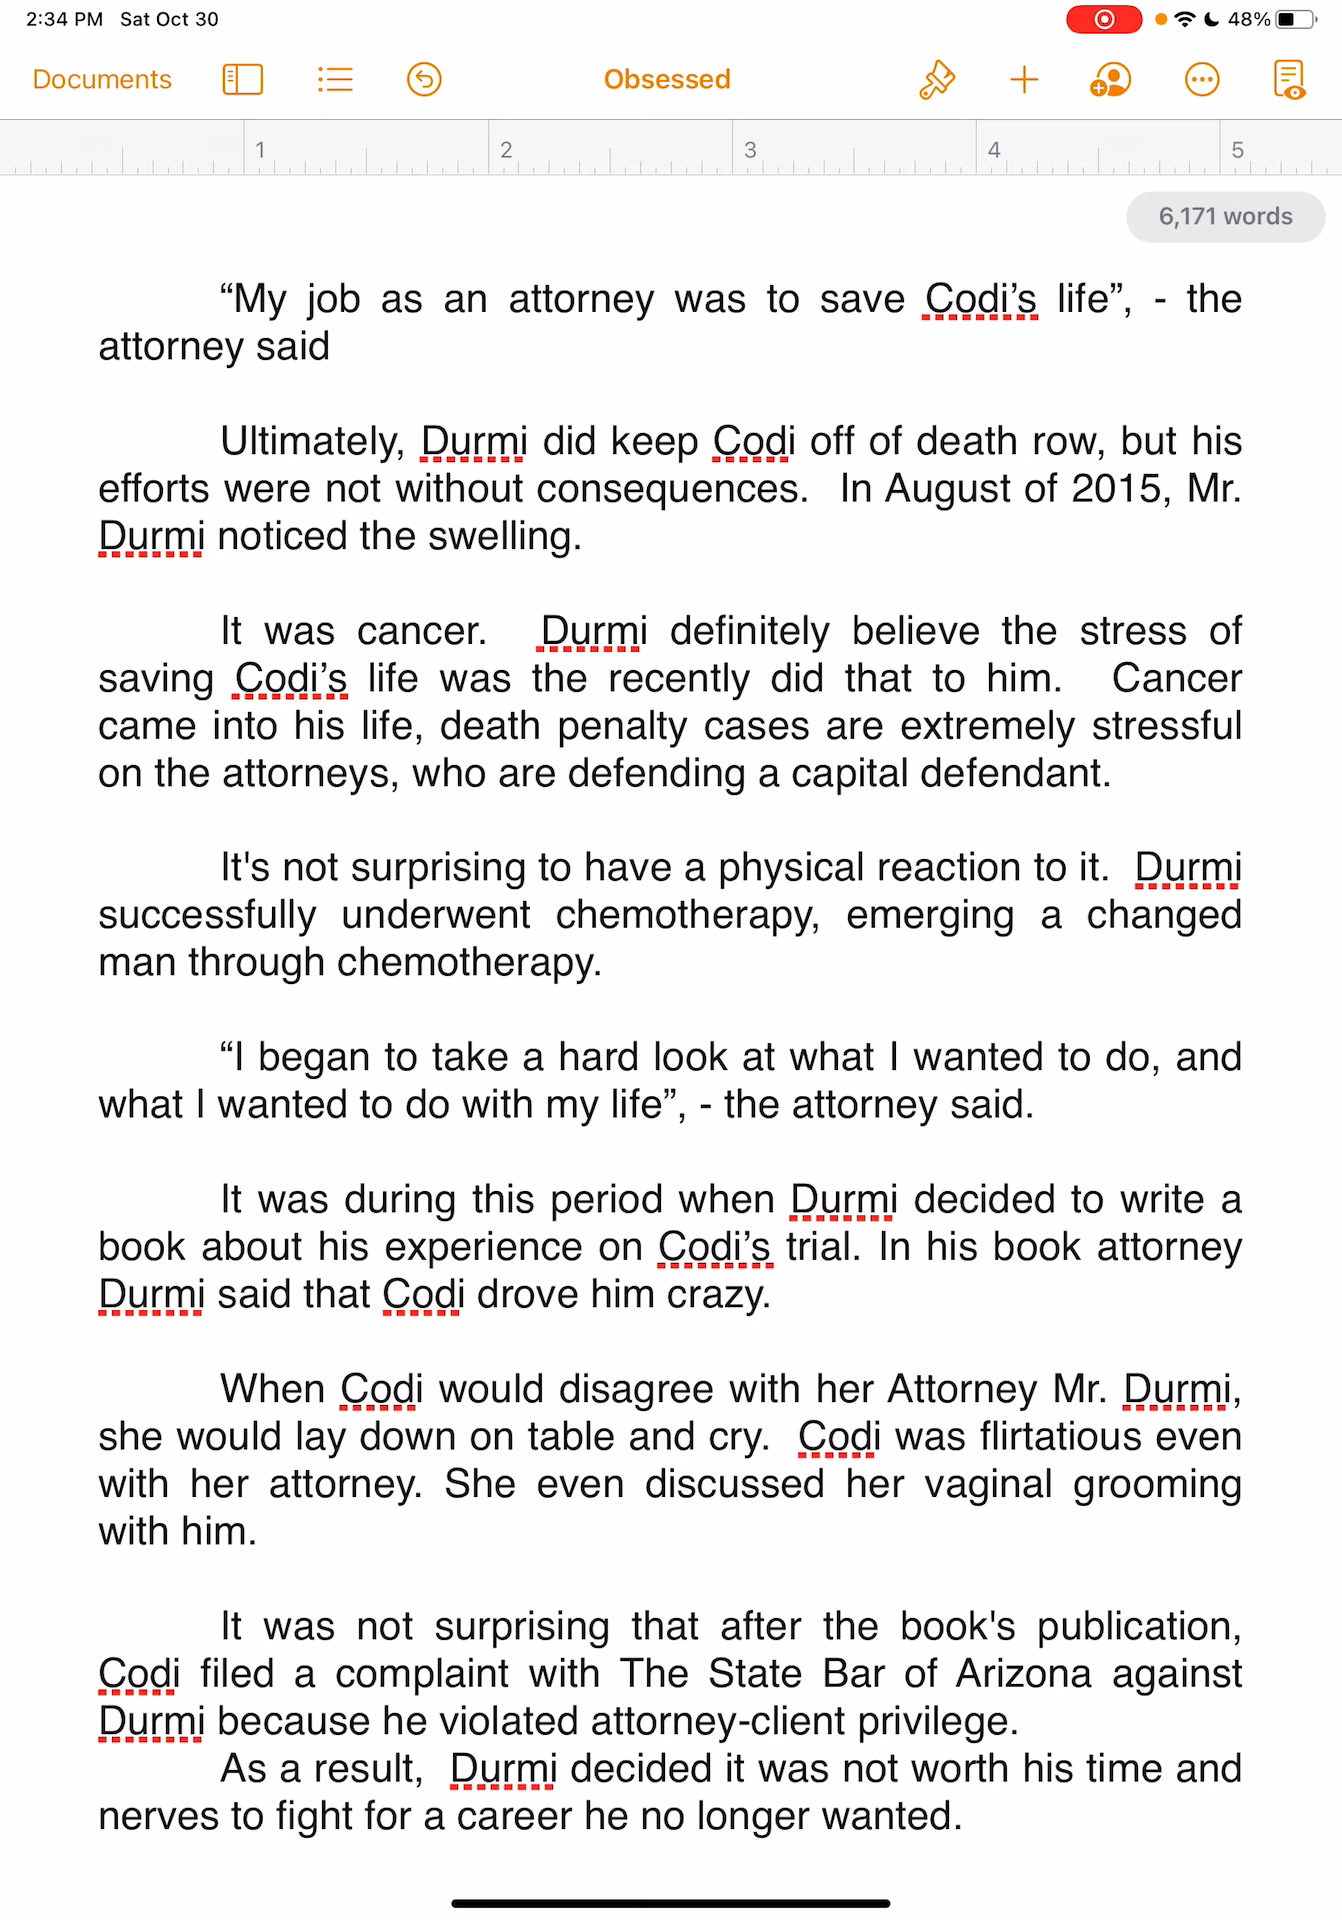 2:34 PM Sat Oct 30 48%
Documents Obsessed
1 2 3 4 5
6,171 words
“My job as an attorney was to save Codi’s life”, - the
attorney said
Ultimately, Durmi did keep Codi off of death row, but his
efforts were not without consequences. In August of 2015, Mr.
Durmi noticed the swelling.
It was cancer. Durmi definitely believe the stress of
saving Codi’s life was the recently did that to him. Cancer
came into his life, death penalty cases are extremely stressful
on the attorneys, who are defending a capital defendant.
It's not surprising to have a physical reaction to it. Durmi
successfully underwent chemotherapy, emerging a changed
man through chemotherapy.
“I began to take a hard look at what I wanted to do, and
what I wanted to do with my life”, - the attorney said.
It was during this period when Durmi decided to write a
book about his experience on Codi’s trial. In his book attorney
Durmi said that Codi drove him crazy.
When Codi would disagree with her Attorney Mr. Durmi,
she would lay down on table and cry. Codi was flirtatious even
with her attorney. She even discussed her vaginal grooming
with him.
It was not surprising that after the book's publication,
Codi filed a complaint with The State Bar of Arizona against
Durmi because he violated attorney-client privilege.
As a result, Durmi decided it was not worth his time and
nerves to fight for a career he no longer wanted.